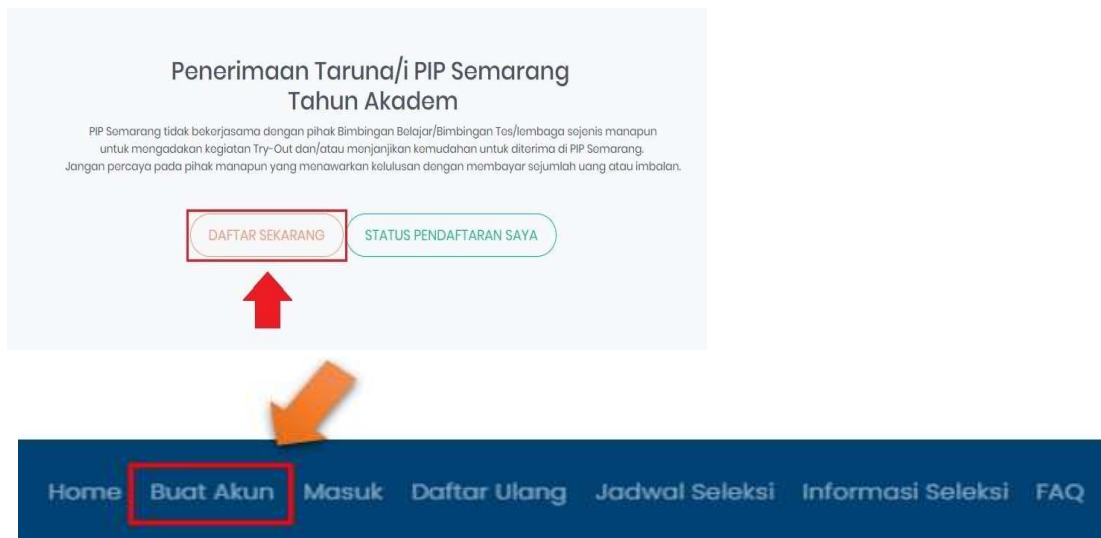 Penerimaan Taruna/i PIP Semarang
Tahun Akadem
PIP Semarang tidak bekerjasama dengan pihak Bimbingan Belajar/Bimbingan Tes/lembaga sejenis manapun
untuk mengadakan kegiatan Try-Out dan/atau menjanjikan kemudahan untuk diterima di PIP Semarang.
Jangan percaya pada pihak manapun yang menawarkan kelulusan dengan membayar sejumlah uang atau imbalan.
DAFTAR SEKARANG STATUS PENDAFTARAN SAYA
Home Buat Akun Masuk Daftar Ulang Jadwal Seleksi Informasi Seleksi FAQ